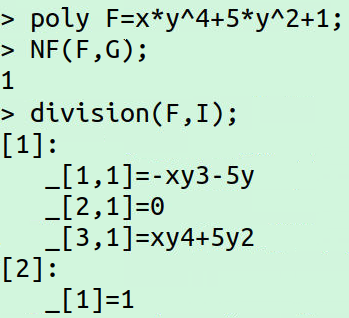 > poly F=x*y^4+5*y^2+1;
> NF(F,G);
1
> division(F,I);
[1]:
   _[1,1]=-xy3-5y
   _[2,1]=0
   _[3,1]=xy4+5y2
[2]:
   _[1]=1